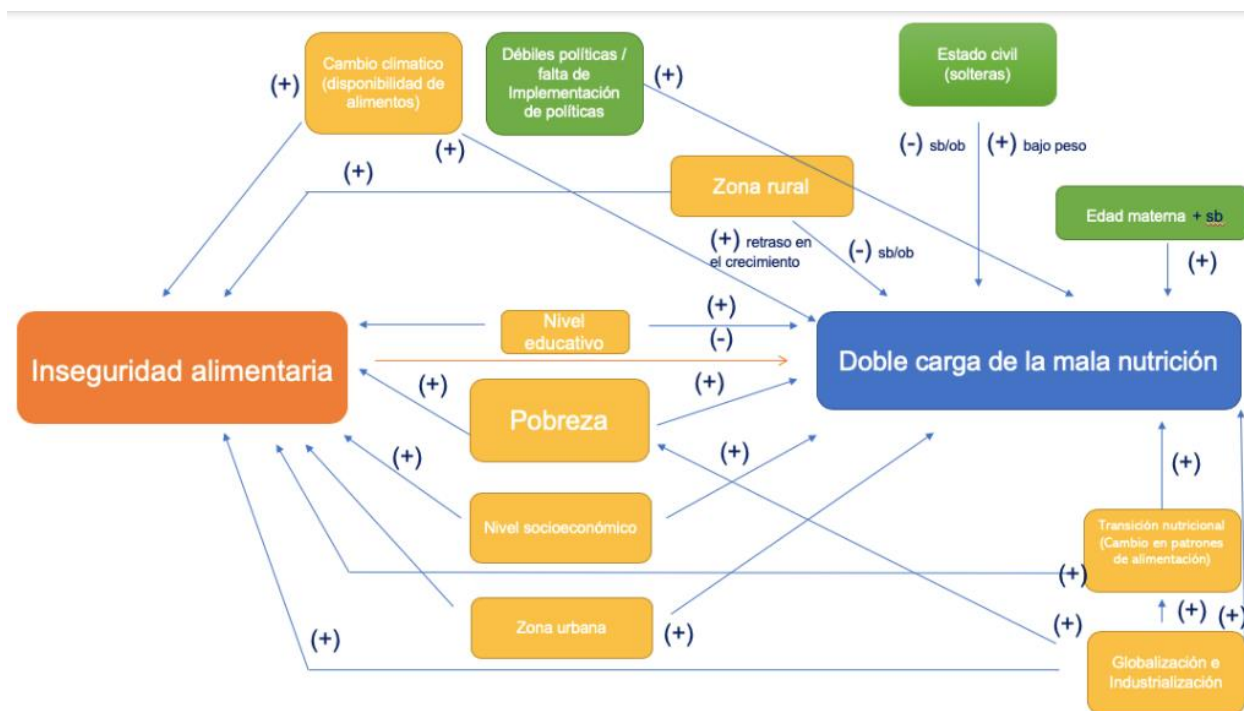 Cambio climatico
(disponibilidad de
alimentos)
(+)
(+)
Débiles políticas /
falta de
Implementación
de políticas
(+)
Estado civil
(solteras)
(-) sb/ob
(+) bajo peso
(+)
Zona rural
(+) retraso en
el crecimiento
(-) sb/ob
Edad materna + sb
(+)
Inseguridad alimentaria
Nivel
educativo
(+)
(-)
Doble carga de la mala nutrición
(+)
Pobreza
(+)
(+)
Nivel socioeconómico
(+)
(+)
Transición nutricional
(Cambio en patrones
de alimentación)
(+)
Zona urbana
(+)
(+)
(+)
(+)
(+)
Globalización e
Industrialización